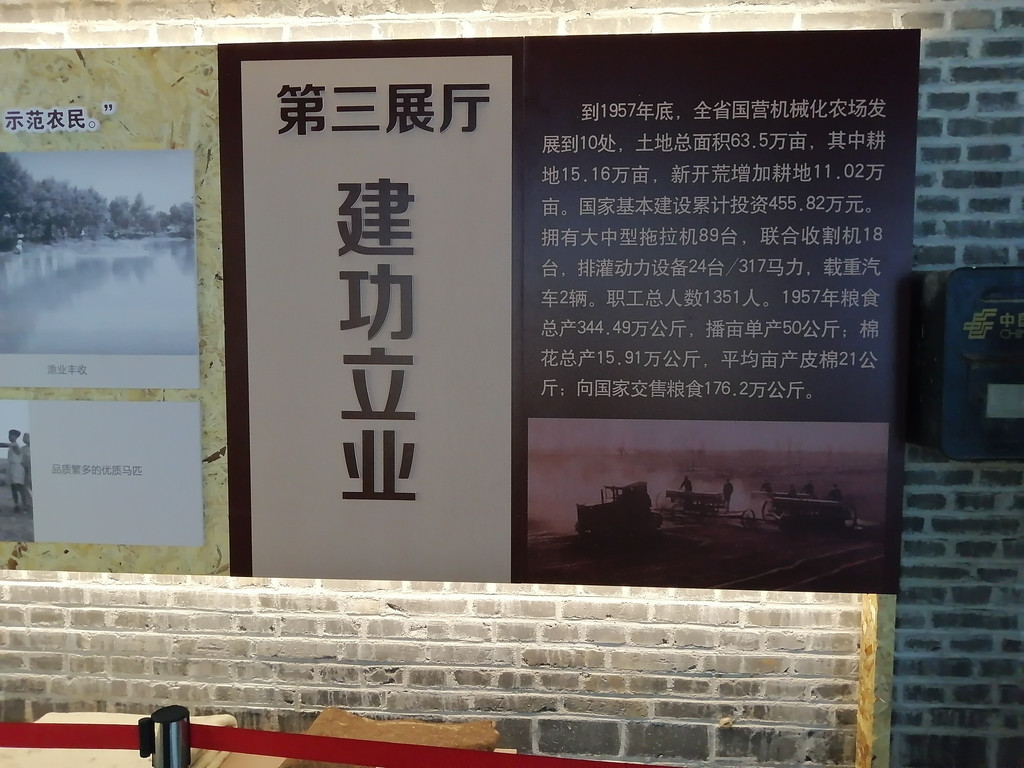 示范农民。”
渔业丰收
品质繁多的优质马匹
第三展厅
建功立业
到1957年底，全省国营机械化农场发
展到10处，土地总面积63.5万亩，其中耕
地15.16万亩，新开荒增加耕地11.02万
亩。国家基本建设累计投资455.82万元。
拥有大中型拖拉机89台，联合收割机18
台，排灌动力设备24台/317马力，载重汽
车2辆。职工总人数1351人。1957年粮食
总产344.49万公斤，播亩单产50公斤；棉
花总产15.91万公斤，平均亩产皮棉21公
斤；向国家交售粮食176.2万公斤。
中国